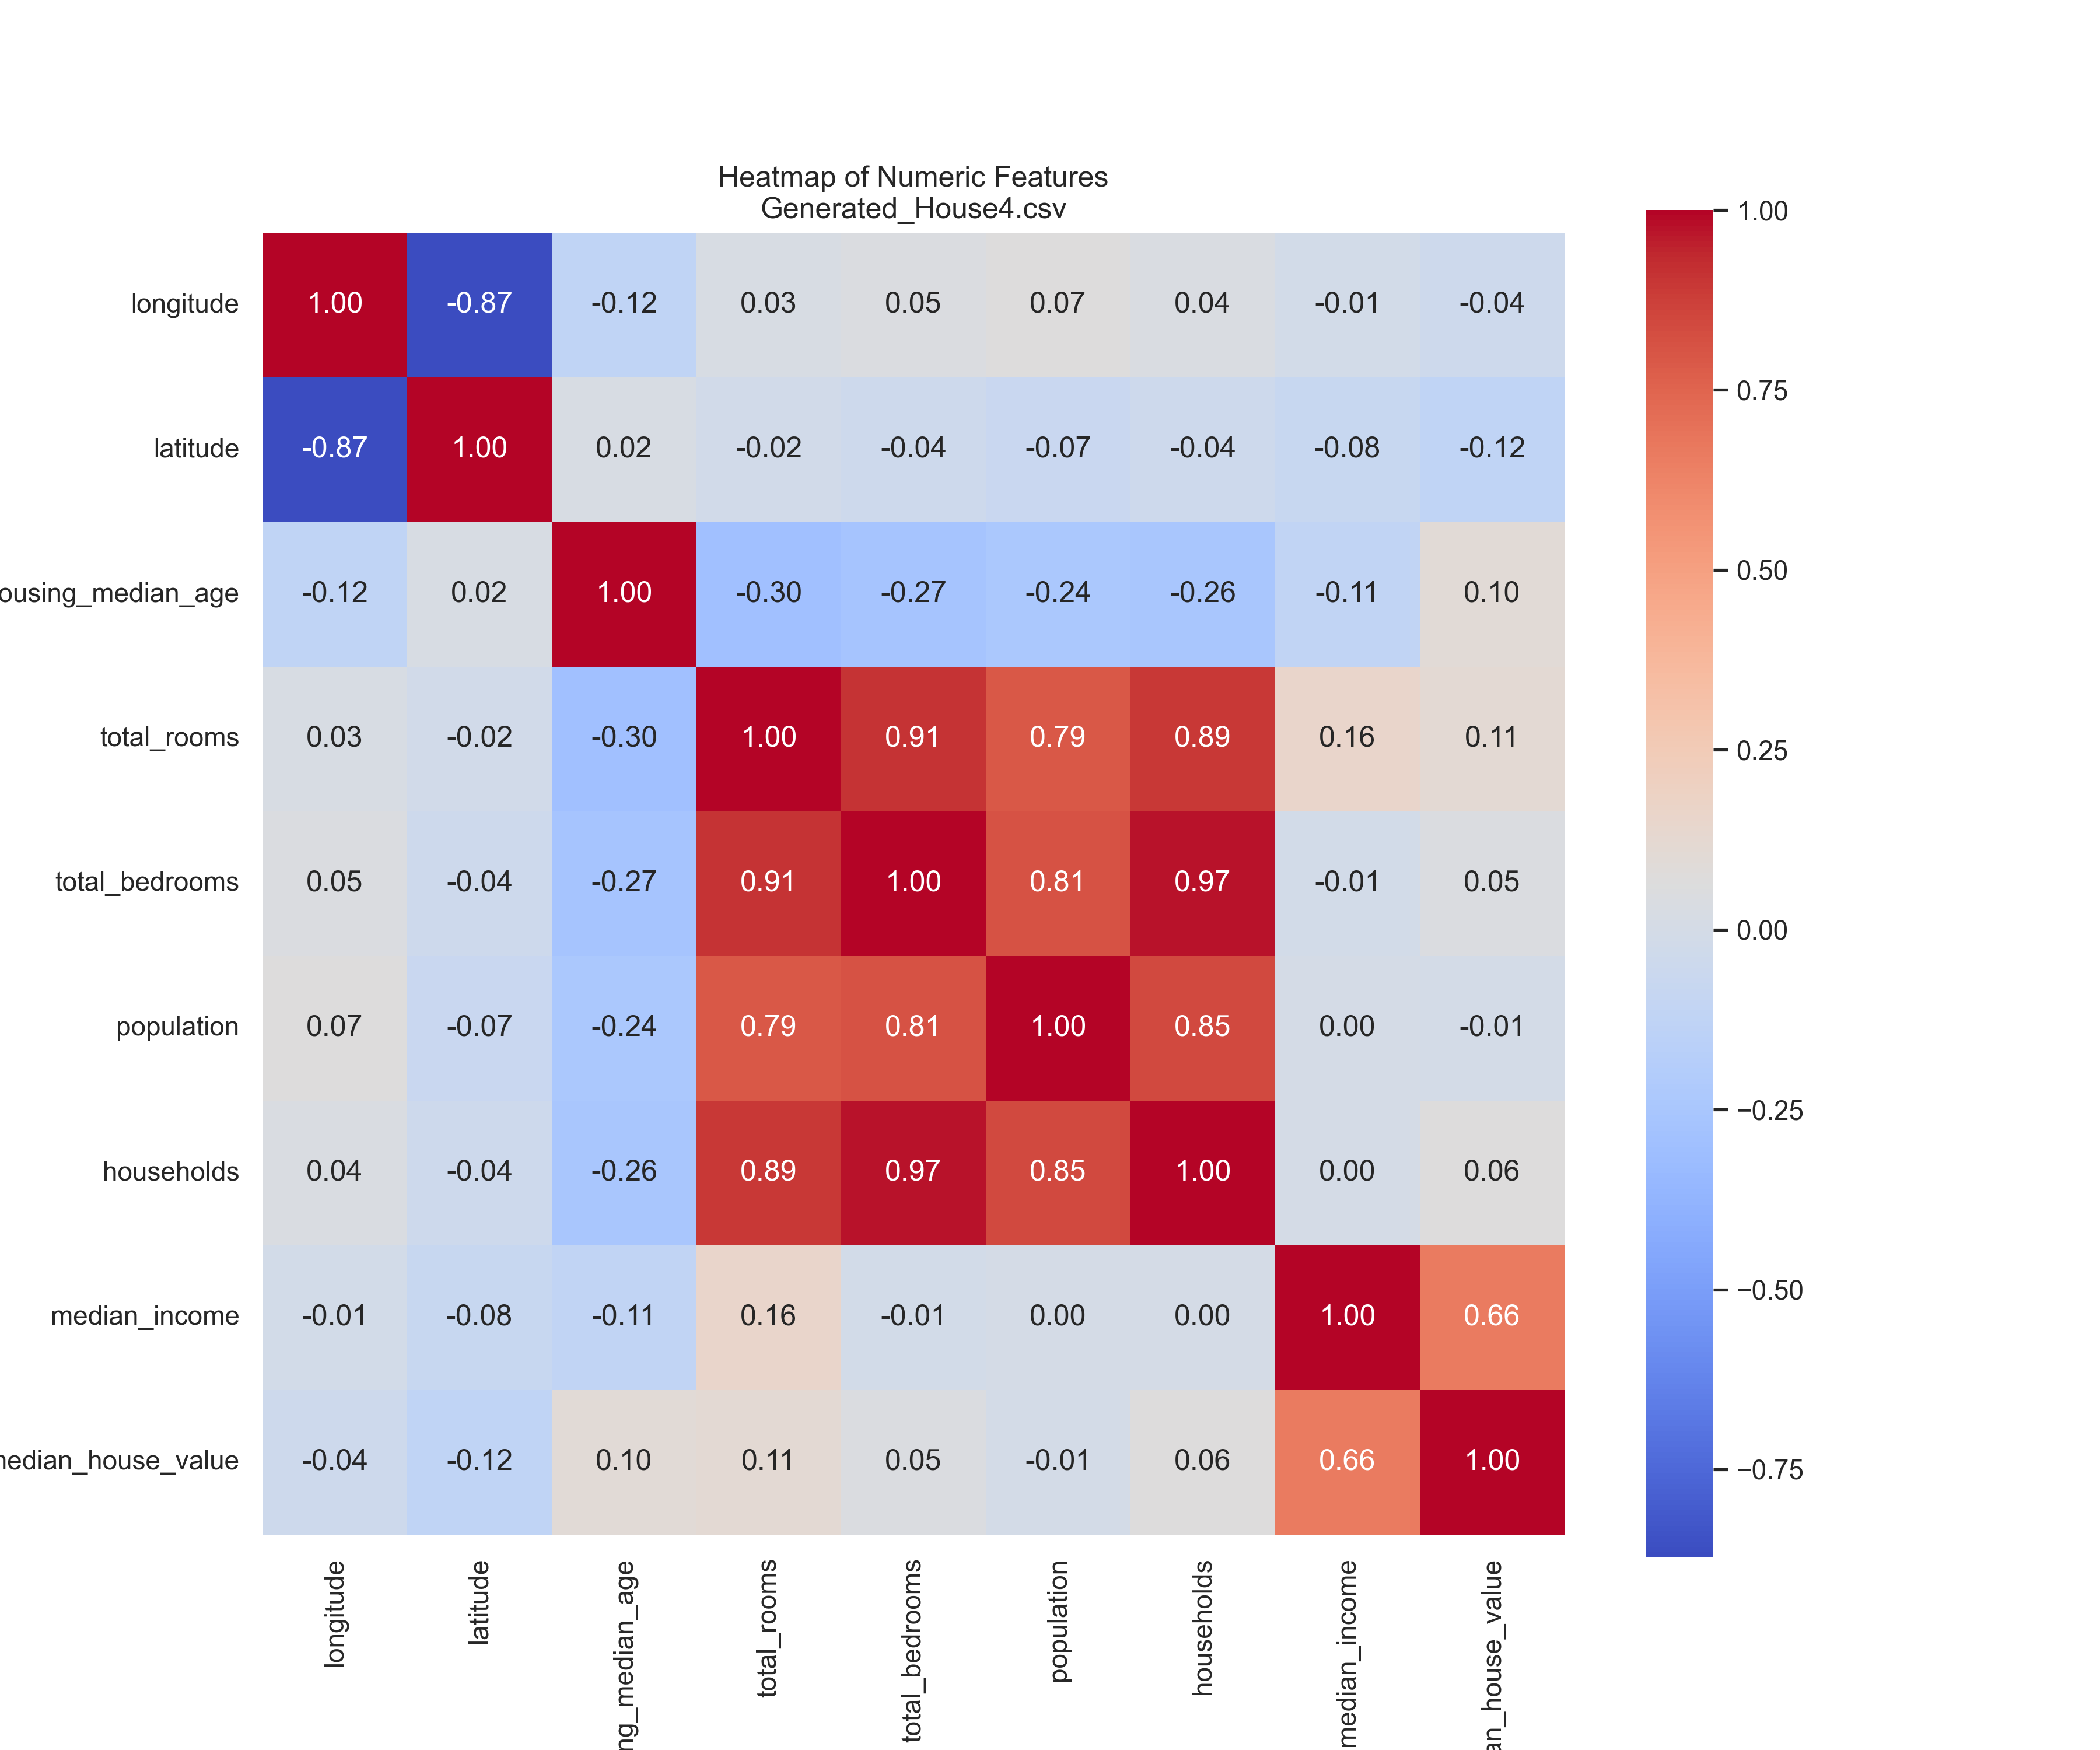 Heatmap of Numeric Features
Generated_House4.csv
longitude 1.00 -0.87 -0.12 0.03 0.05 0.07 0.04 -0.01 -0.04
latitude -0.87 1.00 0.02 -0.02 -0.04 -0.07 -0.04 -0.08 -0.12
ousing_median_age -0.12 0.02 1.00 -0.30 -0.27 -0.24 -0.26 -0.11 0.10
total_rooms 0.03 -0.02 -0.30 1.00 0.91 0.79 0.89 0.16 0.11
total_bedrooms 0.05 -0.04 -0.27 0.91 1.00 0.81 0.97 -0.01 0.05
population 0.07 -0.07 -0.24 0.79 0.81 1.00 0.85 0.00 -0.01
households 0.04 -0.04 -0.26 0.89 0.97 0.85 1.00 0.00 0.06
median_income -0.01 -0.08 -0.11 0.16 -0.01 0.00 0.00 1.00 0.66
nedian_house_value -0.04 -0.12 0.10 0.11 0.05 -0.01 0.06 0.66 1.00
longitude
latitude
ng_median_age
total_rooms
total_bedrooms
population
households
median_income
an_house_value
1.00
0.75
0.50
0.25
0.00
−0.25
−0.50
−0.75